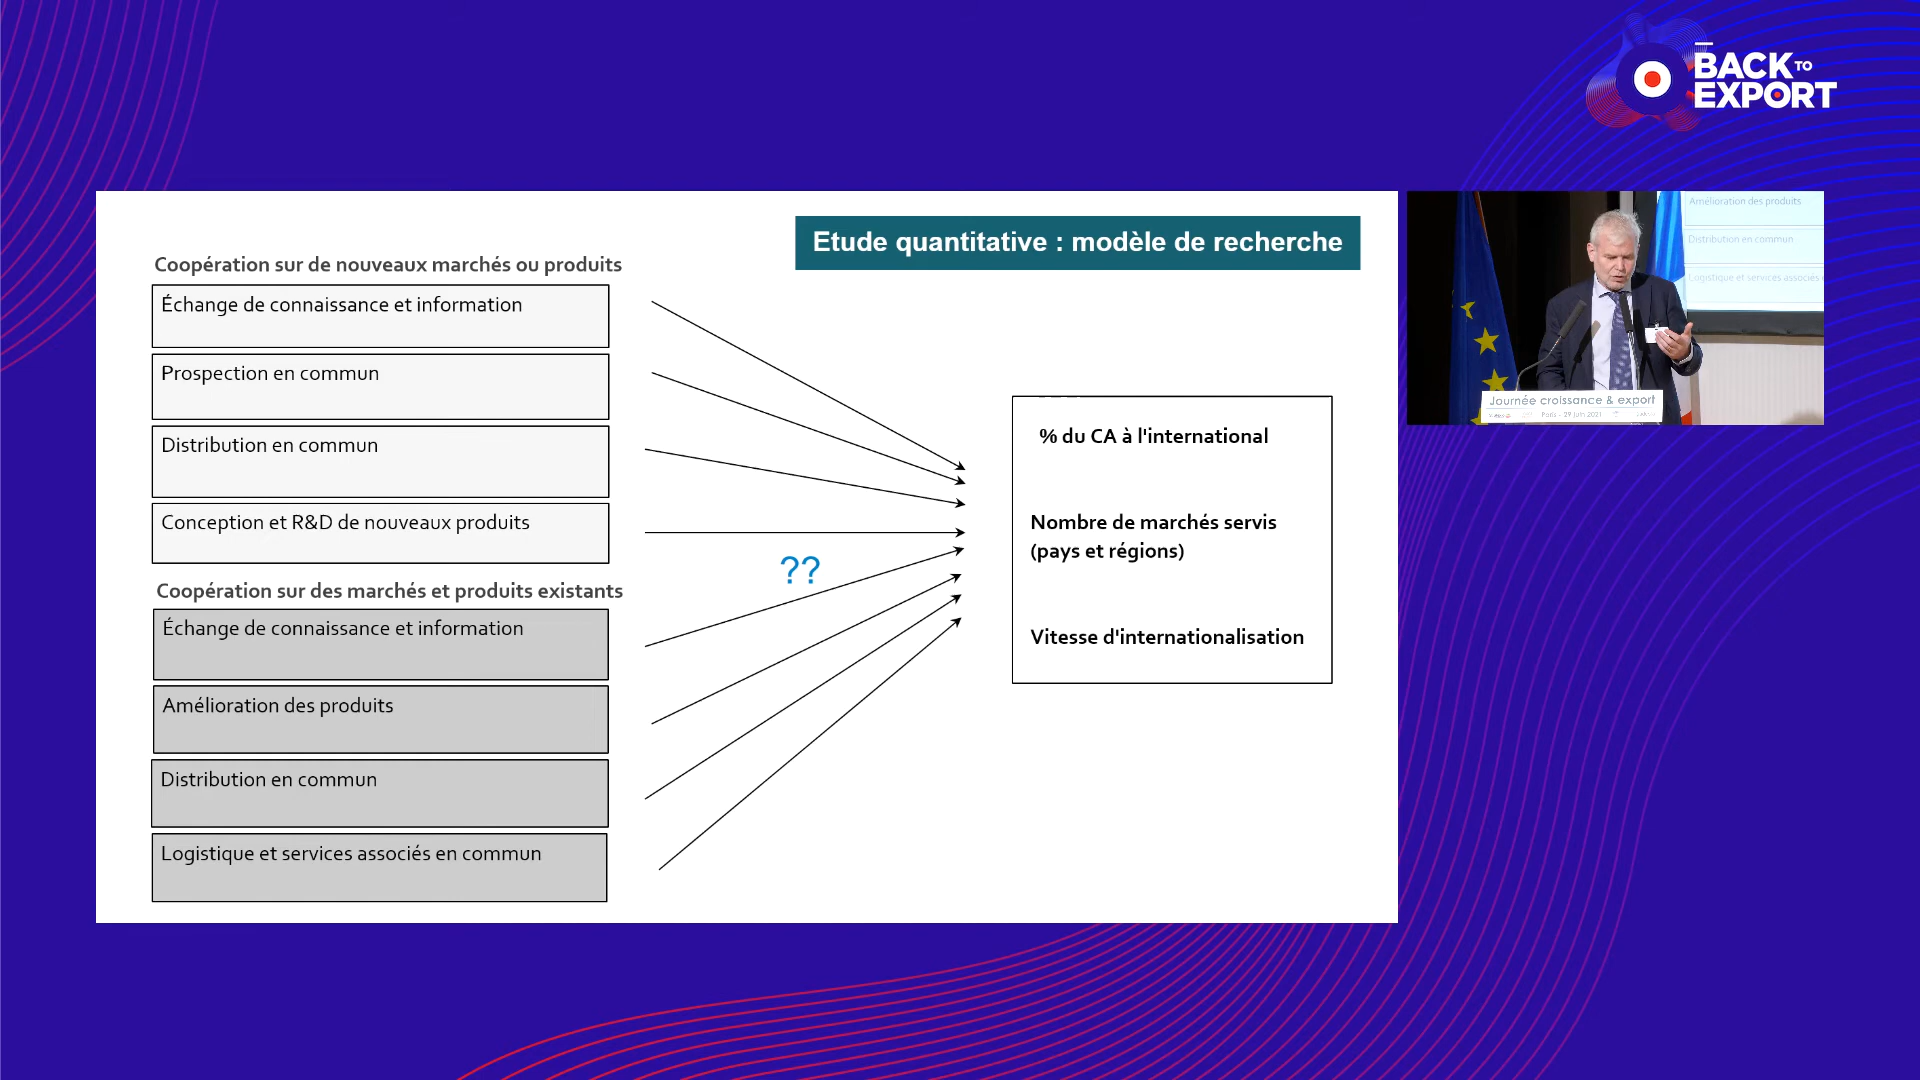 BACK TO
EXPORT
Etude quantitative : modèle de recherche
Coopération sur de nouveaux marchés ou produits
Échange de connaissance et information
Prospection en commun
Distribution en commun
Conception et R&D de nouveaux produits
??
Coopération sur des marchés et produits existants
Échange de connaissance et information
Amélioration des produits
Distribution en commun
Logistique et services associés en commun
% du CA à l'international
Nombre de marchés servis
(pays et régions)
Vitesse d'internationalisation
Amélioration des produits
Distribution en commun
Logistique et services associés
Journée croissance & export
Paris - 29 juin 2021